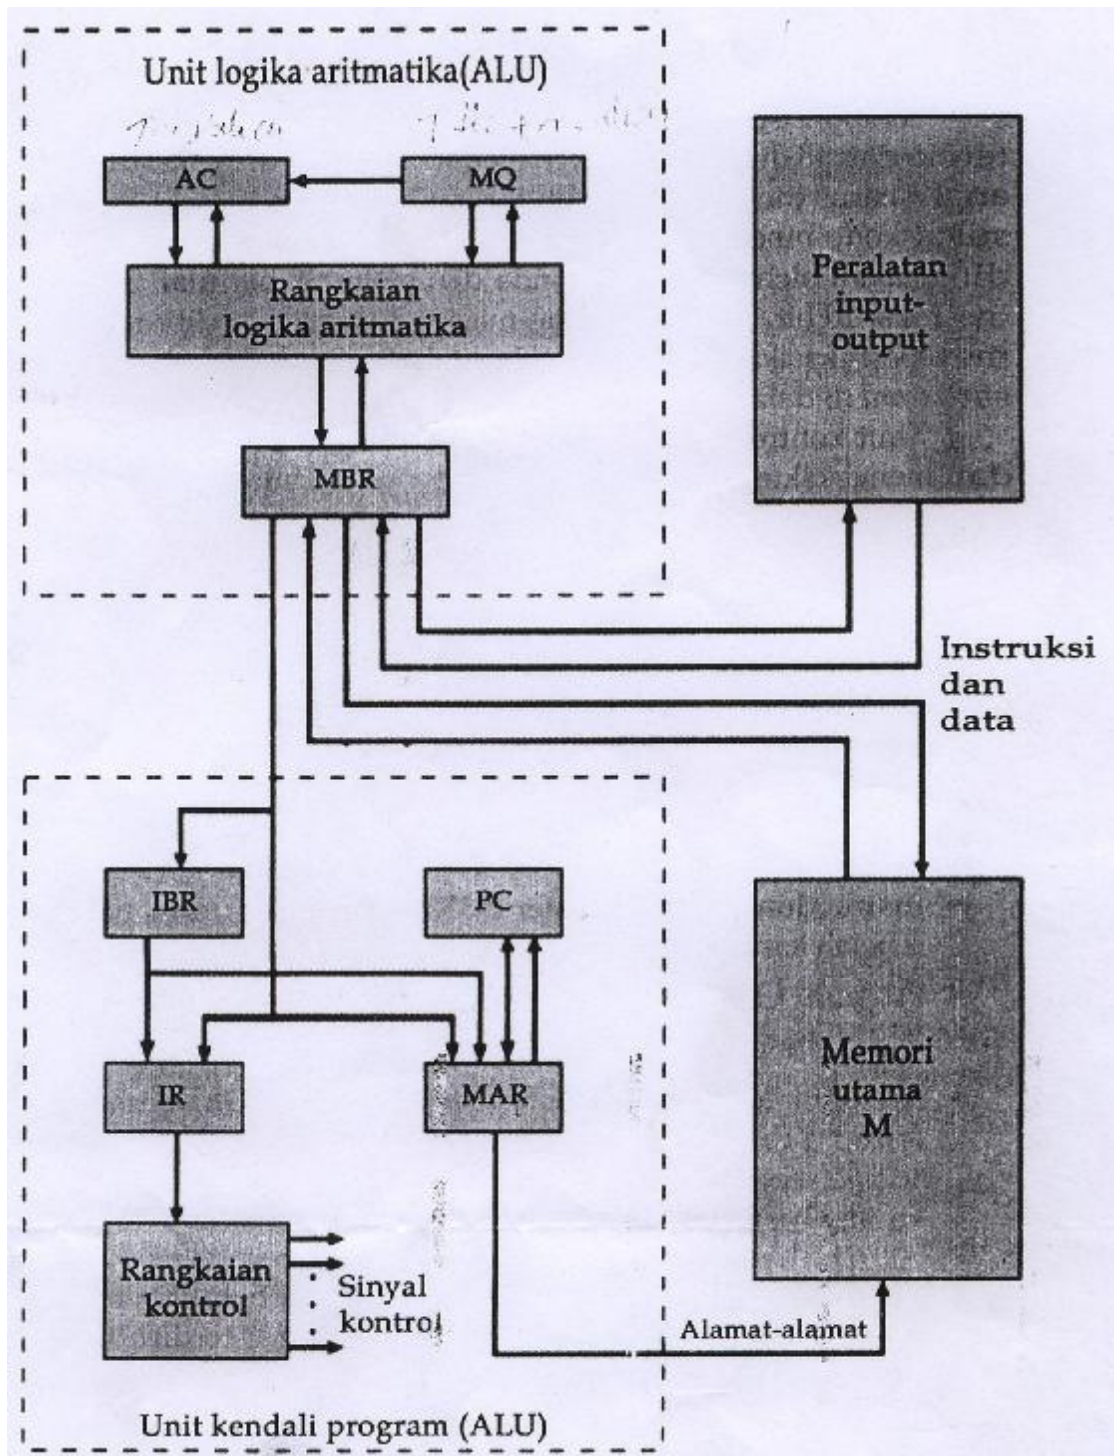 Unit logika aritmatika(ALU)
AC
MQ
Rangkaian
logika aritmatika
MBR
Peralatan
input-
output
Instruksi
dan
data
IBR
PC
IR
MAR
Memori
utama
M
Rangkaian
kontrol
Sinyal
kontrol
Alamat-alamat
Unit kendali program (ALU)